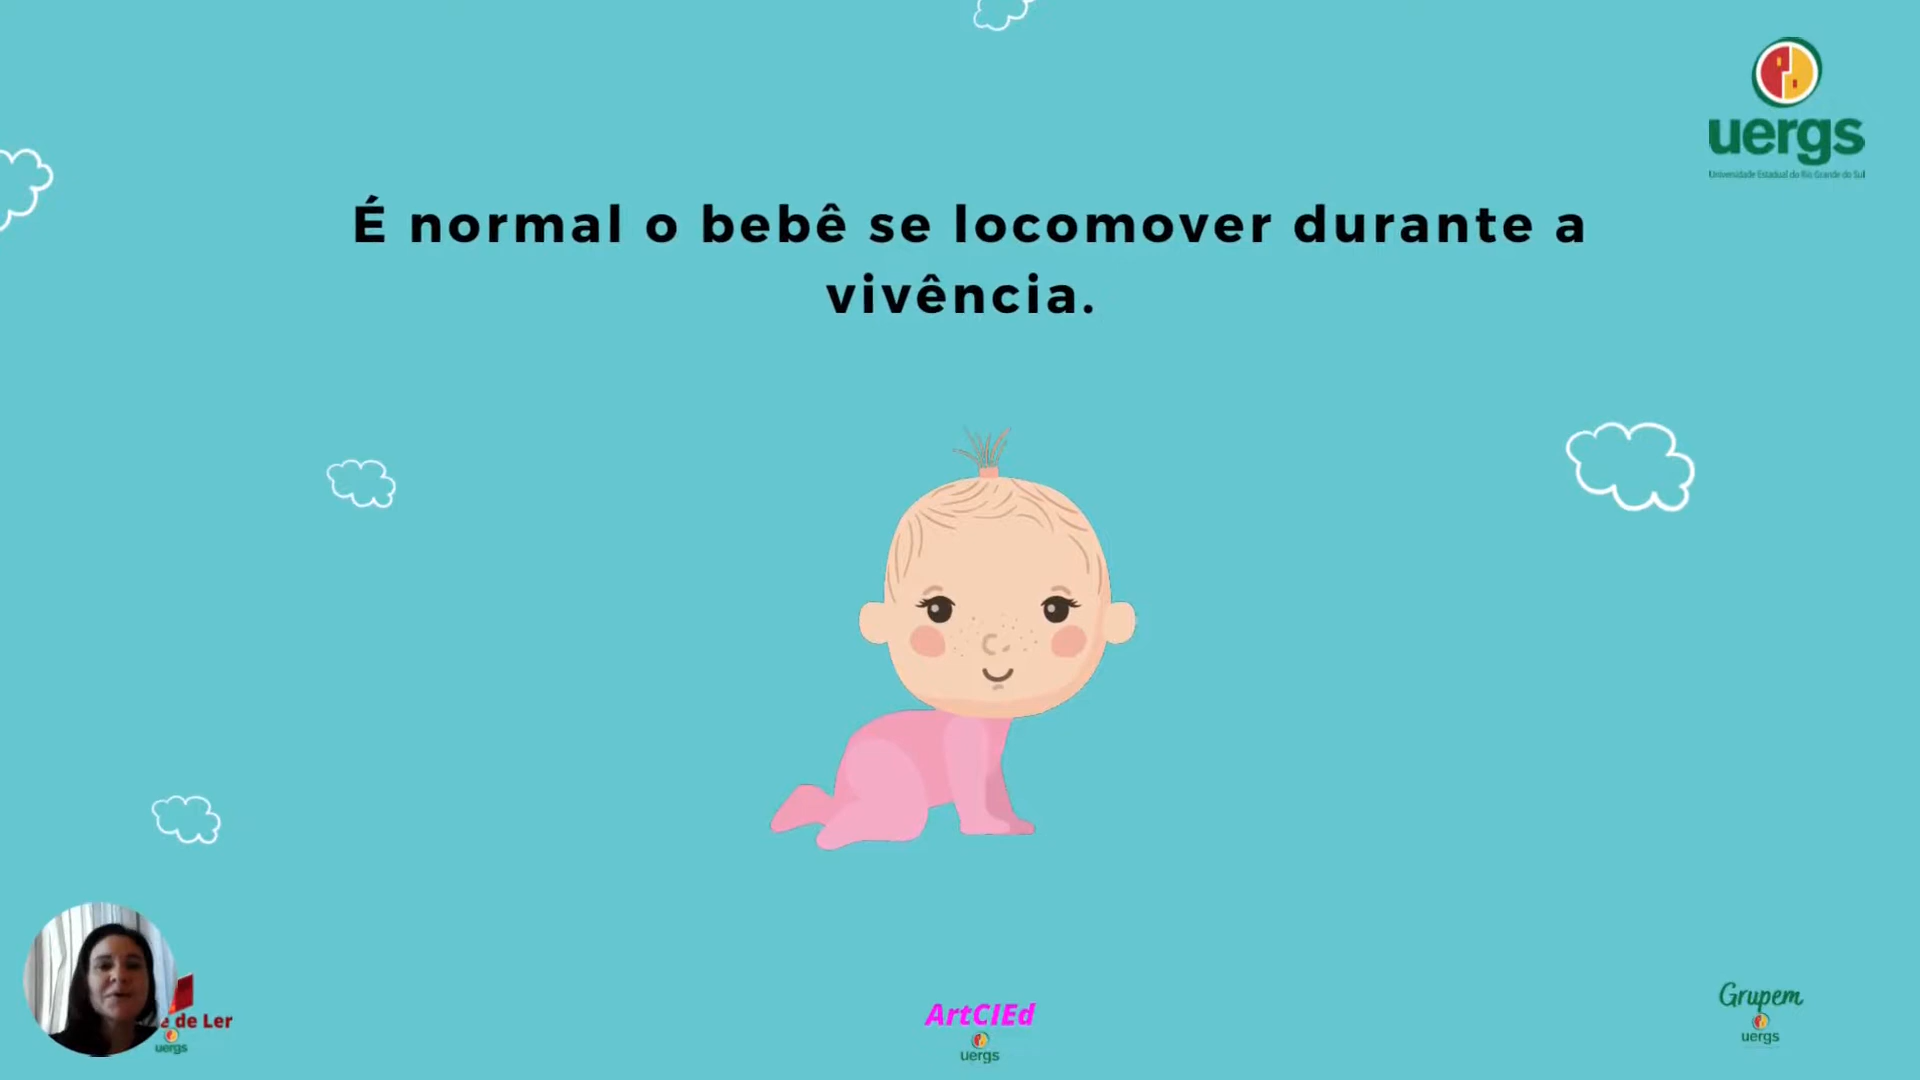 uergs
Universidade Estadual do Rio Grande do Sul
É normal o bebê se locomover durante a
vivência.
de Ler
uergs
ArtCIEd
uergs
Grupem
uergs